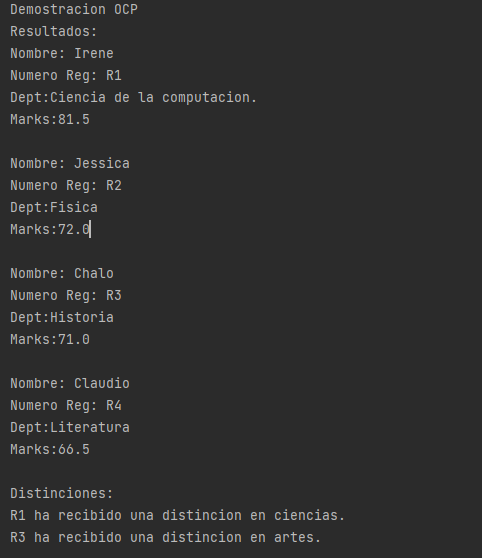 Demostracion OCP
Resultados:
Nombre: Irene
Numero Reg: R1
Dept:Ciencia de la computacion.
Marks:81.5
Nombre: Jessica
Numero Reg: R2
Dept:Fisica
Marks:72.0
Nombre: Chalo
Numero Reg: R3
Dept:Historia
Marks:71.0
Nombre: Claudio
Numero Reg: R4
Dept:Literatura
Marks:66.5
Distinciones:
R1 ha recibido una distincion en ciencias.
R3 ha recibido una distincion en artes.